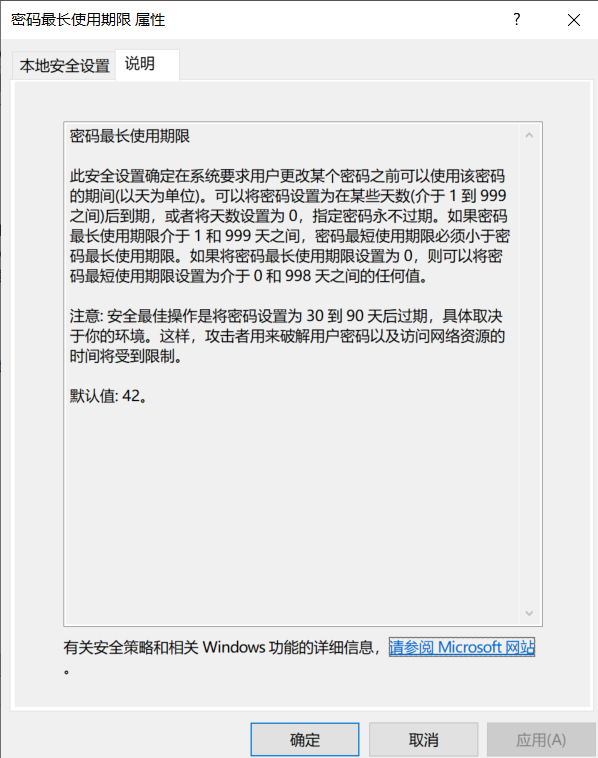 密码最长使用期限 属性
?
本地安全设置
说明
密码最长使用期限
此安全设置确定在系统要求用户更改某个密码之前可以使用该密码
的期间(以天为单位)。可以将密码设置为在某些天数(介于 1 到 999
之间)后到期，或者将天数设置为 0，指定密码永不过期。如果密码
最长使用期限介于 1 和 999 天之间，密码最短使用期限必须小于密
码最长使用期限。如果将密码最长使用期限设置为 0，则可以将密
码最短使用期限设置为介于 0 和 998 天之间的任何值。
注意: 安全最佳操作是将密码设置为 30 到 90 天后过期，具体取决
于你的环境。这样，攻击者用来破解用户密码以及访问网络资源的
时间将受到限制。
默认值: 42。
有关安全策略和相关 Windows 功能的详细信息，请参阅 Microsoft 网站
。
确定
取消
应用(A)